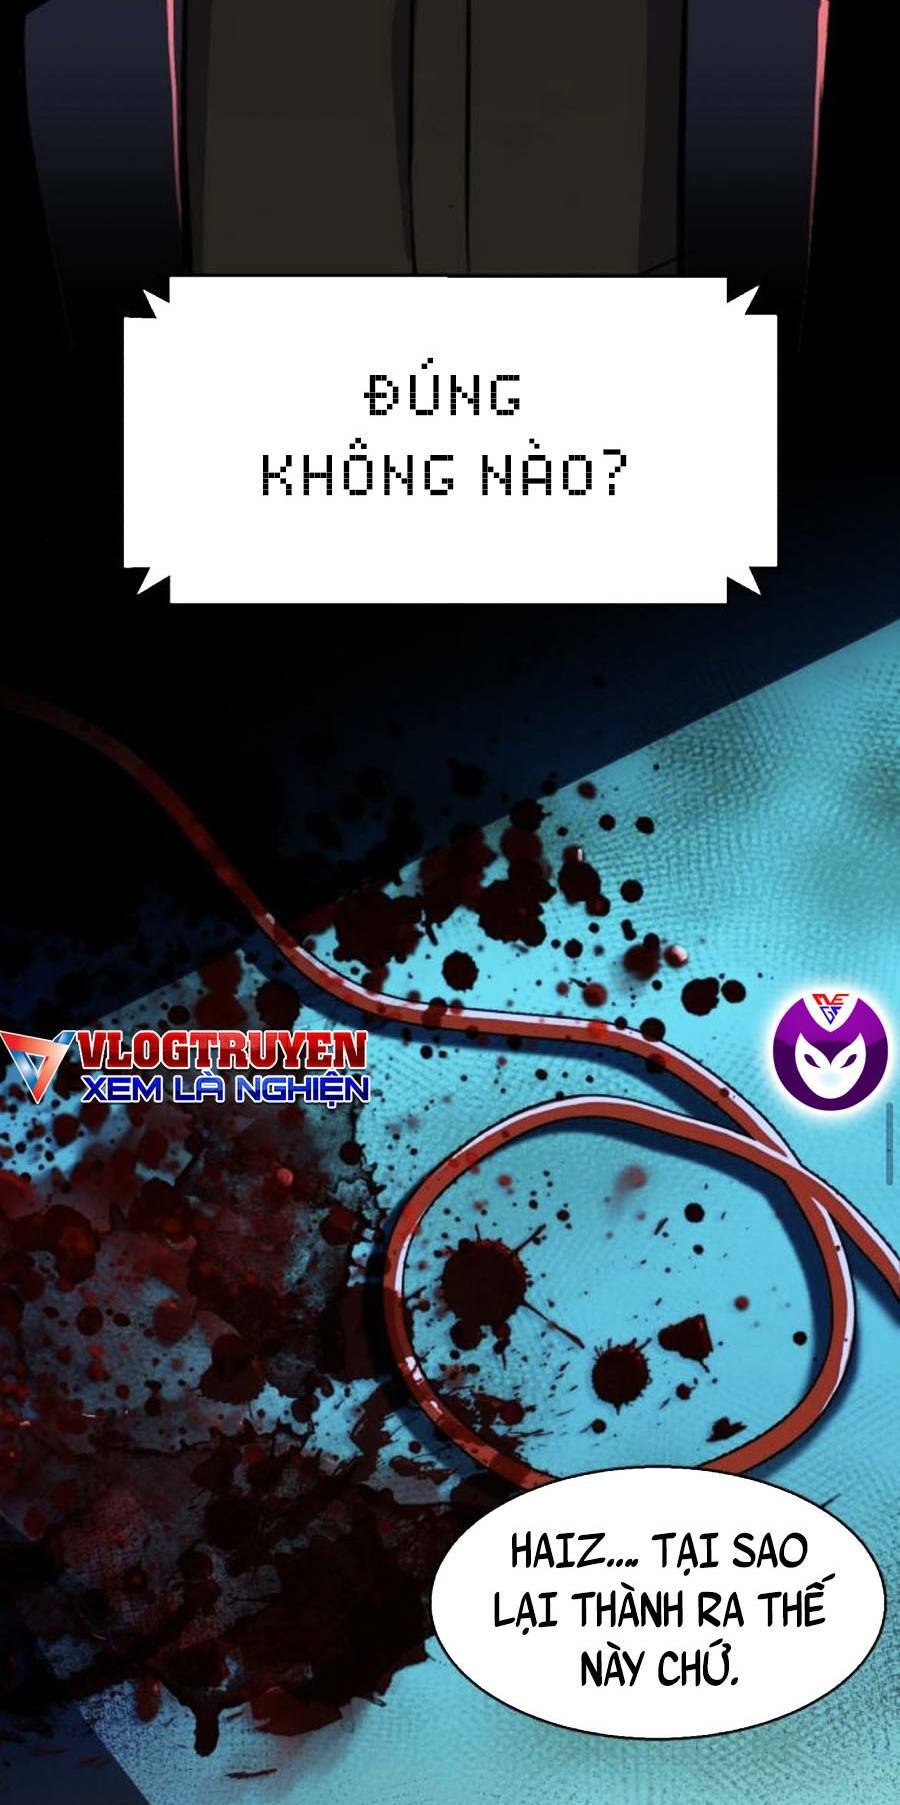 ĐÚNG
KHÔNG NÀO?
VLOGTRUYEN
XEM LÀ NGHIỆN
HAIZ.... TẠI SAO
LẠI THÀNH RA THẾ
NÀY CHỨ.